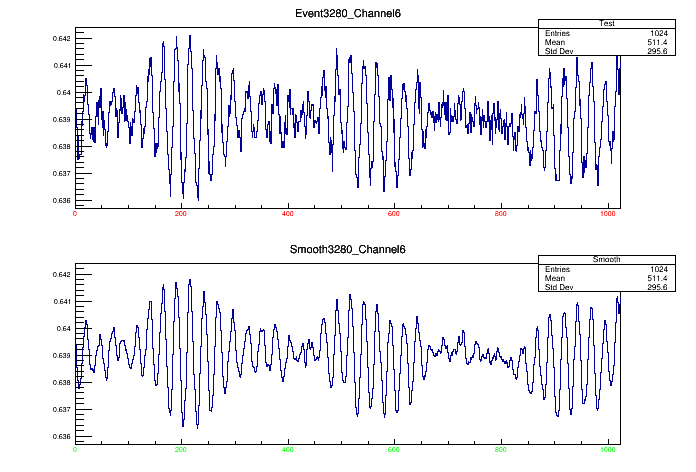 Event3280_Channel6
Test
Entries 1024
Mean 511.4
Std Dev 295.6
0.642
0.641
0.64
0.639
0.638
0.637
0.636
0 200 400 600 800 1000
Smooth3280_Channel6
Smooth
Entries 1024
Mean 511.4
Std Dev 295.6
0.642
0.641
0.64
0.639
0.638
0.637
0.636
0 200 400 600 800 1000